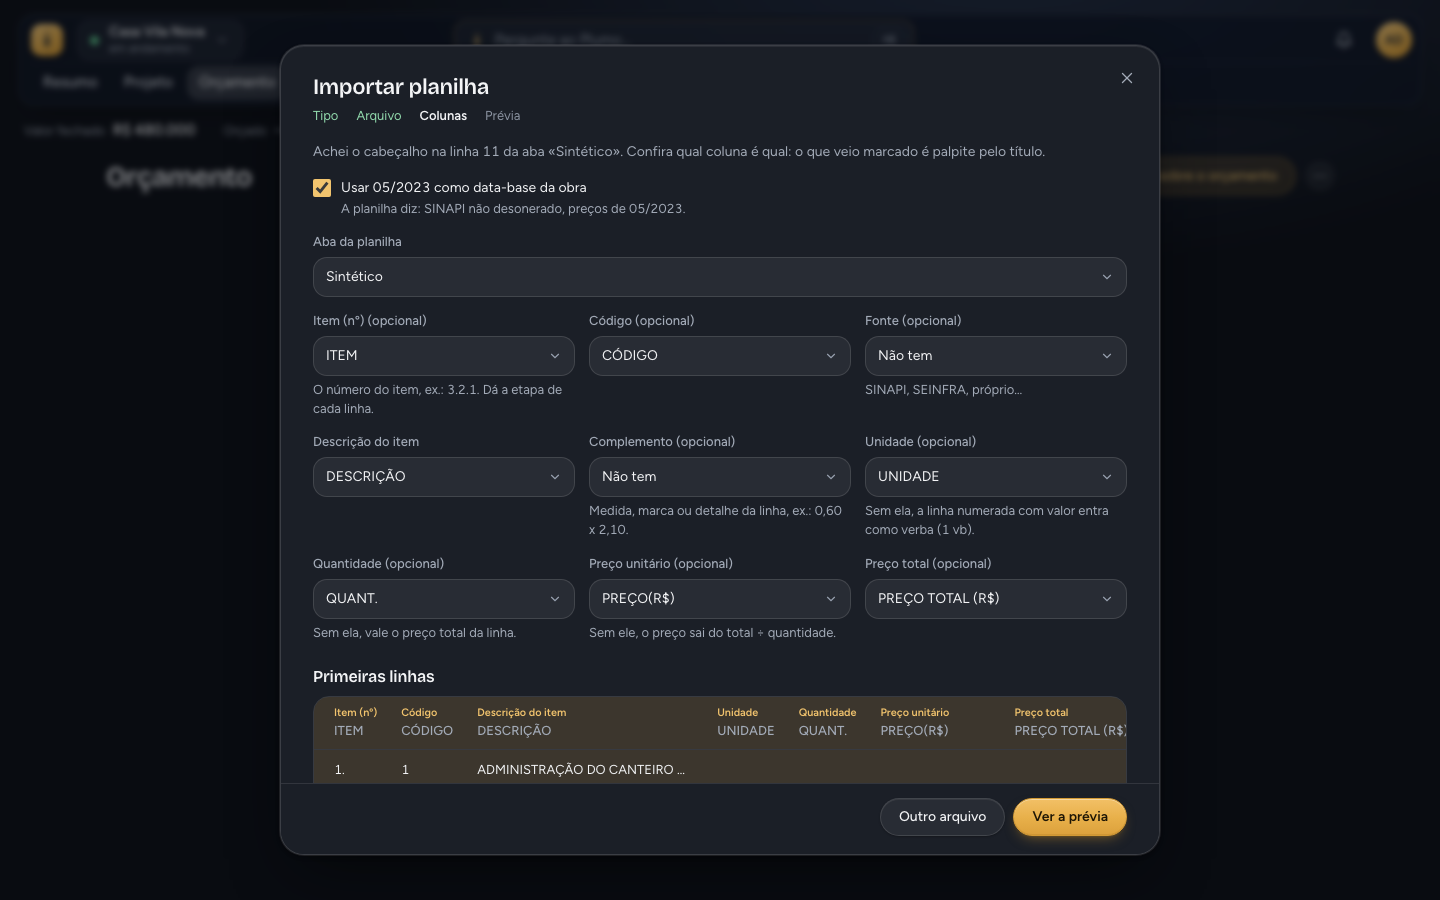 Casa Vila Nova
Resumo
Projeto
Orçamento
R$ 480.000
Orçamento
Importar planilha
Tipo
Arquivo
Colunas
Prévia
Achei o cabeçalho na linha 11 da aba «Sintético». Confira qual coluna é qual: o que veio marcado é palpite pelo título.
Usar 05/2023 como data-base da obra
A planilha diz: SINAPI não desonerado, preços de 05/2023.
Aba da planilha
Sintético
Item (nº) (opcional)
Código (opcional)
Fonte (opcional)
ITEM
CÓDIGO
Não tem
O número do item, ex.: 3.2.1. Dá a etapa de
cada linha.
SINAPI, SEINFRA, próprio...
Descrição do item
Complemento (opcional)
Unidade (opcional)
DESCRIÇÃO
Não tem
UNIDADE
Medida, marca ou detalhe da linha, ex.: 0,60
x 2,10.
Sem ela, a linha numerada com valor entra
como verba (1 vb).
Quantidade (opcional)
Preço unitário (opcional)
Preço total (opcional)
QUANT.
PREÇO(R$)
PREÇO TOTAL (R$)
Sem ela, vale o preço total da linha.
Sem ele, o preço sai do total ÷ quantidade.
Primeiras linhas
Item (nº) Código Descrição do item Unidade Quantidade Preço unitário Preço total
ITEM CÓDIGO DESCRIÇÃO UNIDADE QUANT. PREÇO(R$) PREÇO TOTAL (R$)
1. 1 ADMINISTRAÇÃO DO CANTEIRO ...
Outro arquivo
Ver a prévia